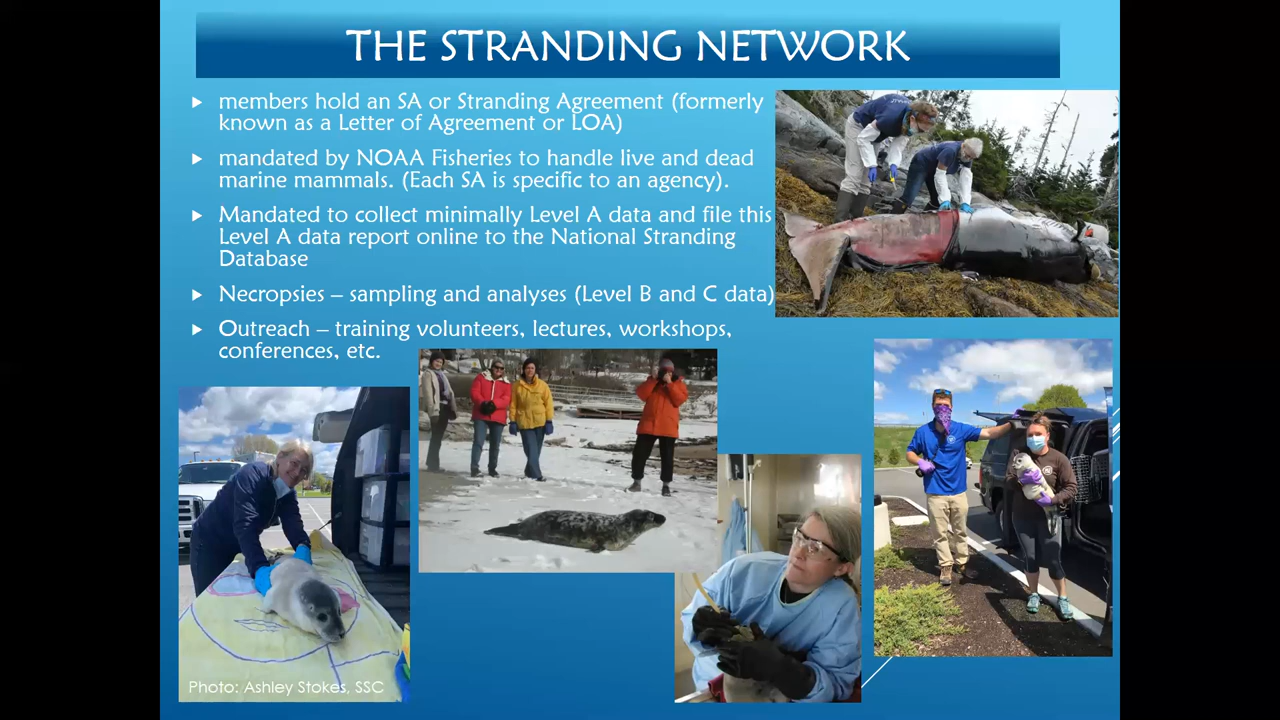 THE STRANDING NETWORK
members hold an SA or Stranding Agreement (formerly
known as a Letter of Agreement or LOA)
mandated by NOAA Fisheries to handle live and dead
marine mammals. (Each SA is specific to an agency).
Mandated to collect minimally Level A data and file this
Level A data report online to the National Stranding
Database
Necropsies – sampling and analyses (Level B and C data)
Outreach – training volunteers, lectures, workshops,
conferences, etc.
Photo: Ashley Stokes, SSC